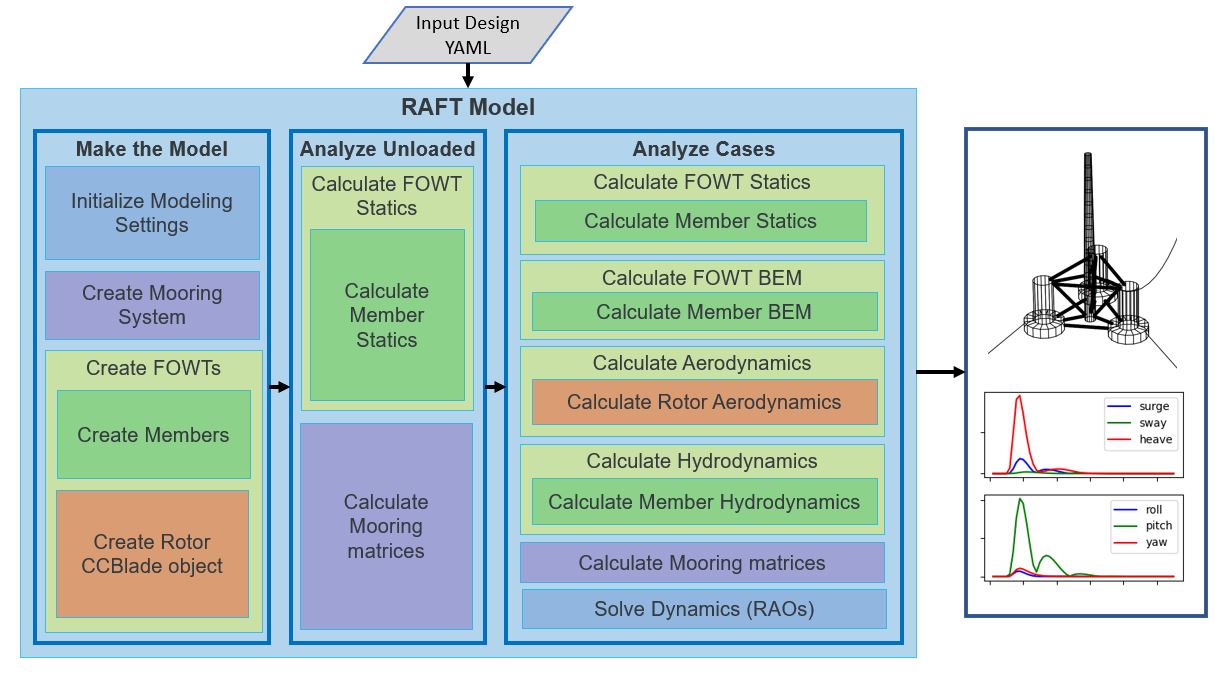 Input Design
YAML
RAFT Model
Make the Model
Initialize Modeling
Settings
Create Mooring
System
Create FOWTs
Create Members
Create Rotor
CCBlade object
Analyze Unloaded
Calculate FOWT
Statics
Calculate
Member
Statics
Calculate
Mooring
matrices
Analyze Cases
Calculate FOWT Statics
Calculate Member Statics
Calculate FOWT BEM
Calculate Member BEM
Calculate Aerodynamics
Calculate Rotor Aerodynamics
Calculate Hydrodynamics
Calculate Member Hydrodynamics
Calculate Mooring matrices
Solve Dynamics (RAOs)
surge
sway
heave
roll
pitch
yaw